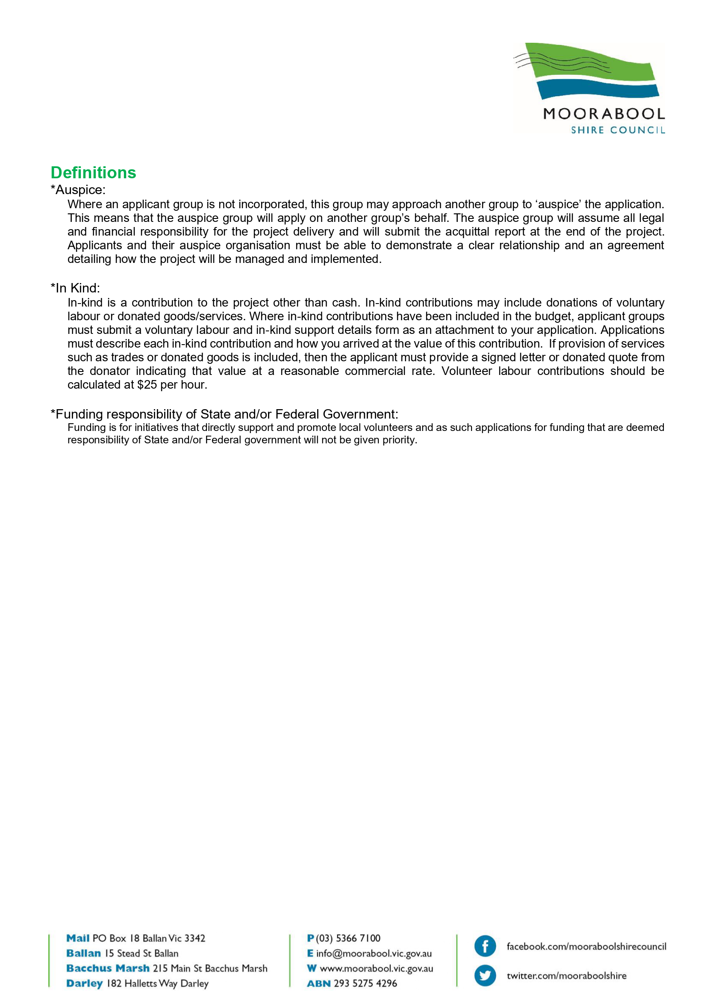 MOORABOOL
SHIRE COUNCIL
Definitions
*Auspice:
Where an applicant group is not incorporated, this group may approach another group to ‘auspice’ the application.
This means that the auspice group will apply on another group’s behalf. The auspice group will assume all legal
and financial responsibility for the project delivery and will submit the acquittal report at the end of the project.
Applicants and their auspice organisation must be able to demonstrate a clear relationship and an agreement
detailing how the project will be managed and implemented.
*In Kind:
In-kind is a contribution to the project other than cash. In-kind contributions may include donations of voluntary
labour or donated goods/services. Where in-kind contributions have been included in the budget, applicant groups
must submit a voluntary labour and in-kind support details form as an attachment to your application. Applications
must describe each in-kind contribution and how you arrived at the value of this contribution.  If provision of services
such as trades or donated goods is included, then the applicant must provide a signed letter or donated quote from
the donator indicating that value at a reasonable commercial rate. Volunteer labour contributions should be
calculated at $25 per hour.
*Funding responsibility of State and/or Federal Government:
Funding is for initiatives that directly support and promote local volunteers and as such applications for funding that are deemed
responsibility of State and/or Federal government will not be given priority.
Mail PO Box 18 Ballan Vic 3342
Ballan 15 Stead St Ballan
Bacchus Marsh 215 Main St Bacchus Marsh
Darley 182 Halletts Way Darley
P (03) 5366 7100
E info@moorabool.vic.gov.au
W www.moorabool.vic.gov.au
ABN 293 5275 4296
facebook.com/mooraboolshirecouncil
twitter.com/mooraboolshire